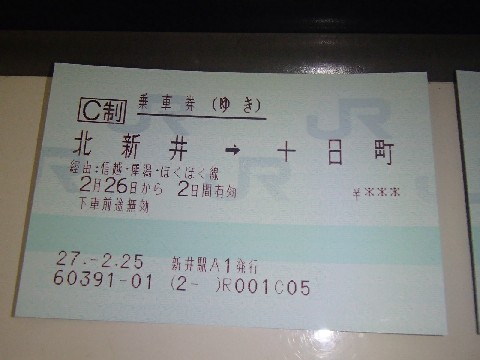 C制 乗車券(ゆき)
北新井 → 十日町
経由:信越・犀潟・ほくほく線
2月26日から 2日間有効 ¥***
下車前途無効
27.-2.25 新井駅A1発行
60391-01 (2- )R001C05
JR